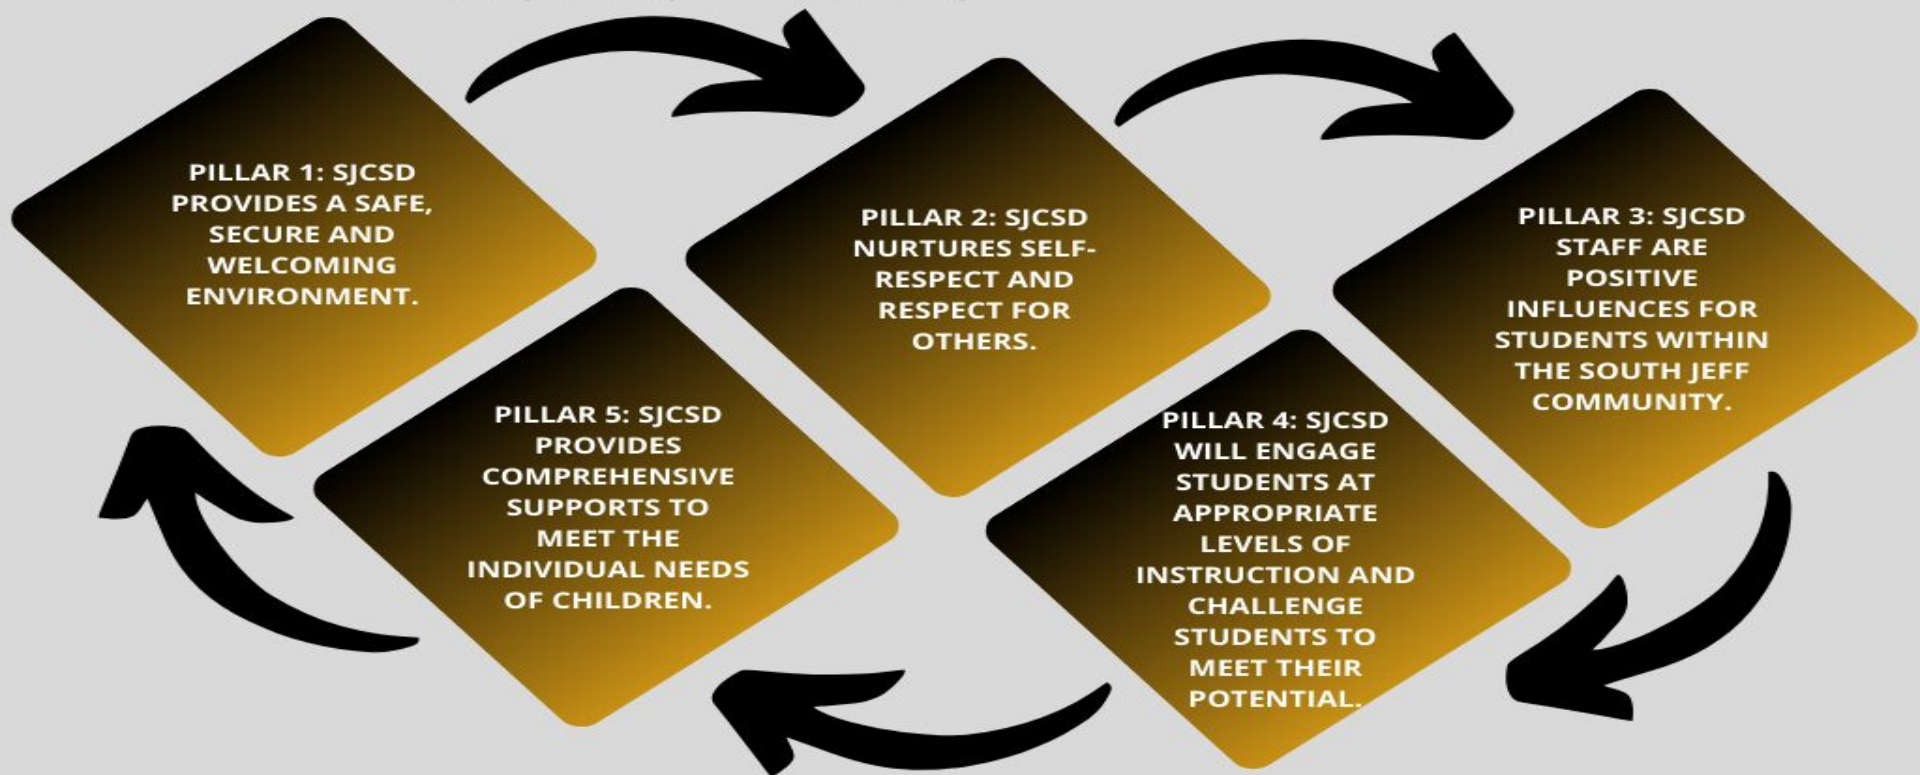 PILLAR 1: SJCSD
PROVIDES A SAFE,
SECURE AND
WELCOMING
ENVIRONMENT.
PILLAR 2: SJCSD
NURTURES SELF-
RESPECT AND
RESPECT FOR
OTHERS.
PILLAR 3: SJCSD
STAFF ARE
POSITIVE
INFLUENCES FOR
STUDENTS WITHIN
THE SOUTH JEFF
COMMUNITY.
PILLAR 4: SJCSD
WILL ENGAGE
STUDENTS AT
APPROPRIATE
LEVELS OF
INSTRUCTION AND
CHALLENGE
STUDENTS TO
MEET THEIR
POTENTIAL.
PILLAR 5: SJCSD
PROVIDES
COMPREHENSIVE
SUPPORTS TO
MEET THE
INDIVIDUAL NEEDS
OF CHILDREN.